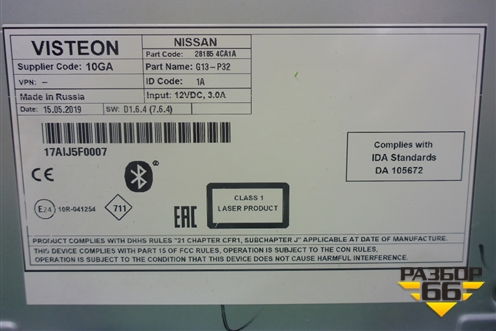 VISTEON
NISSAN
Part Code: 28185 4CA1A
Supplier Code: 10GA
Part Name: G13-P32
VPN: –
ID Code: 1A
Made in Russia
Input: 12VDC, 3.0A
Date: 15.05.2019
SW: D1.6.4 (7.6.4)
17AIJ5F0007
Complies with
IDA Standards
DA 105672
CE
E24
10R-041254
711
EAC
CLASS 1
LASER PRODUCT
PRODUCT COMPLIES WITH DHHS RULES "21 CHAPTER CFR1, SUBCHAPTER J" APPLICABLE AT DATE OF MANUFACTURE.
THIS DEVICE COMPLIES WITH PART 15 OF FCC RULES, OPERATION IS SUBJECT TO THE CON RULES,
OPERATION IS SUBJECT TO THE CONDITION THAT THIS DEVICE DOES NOT CAUSE HARMFUL INTERFERENCE.
РАЗБОР
66